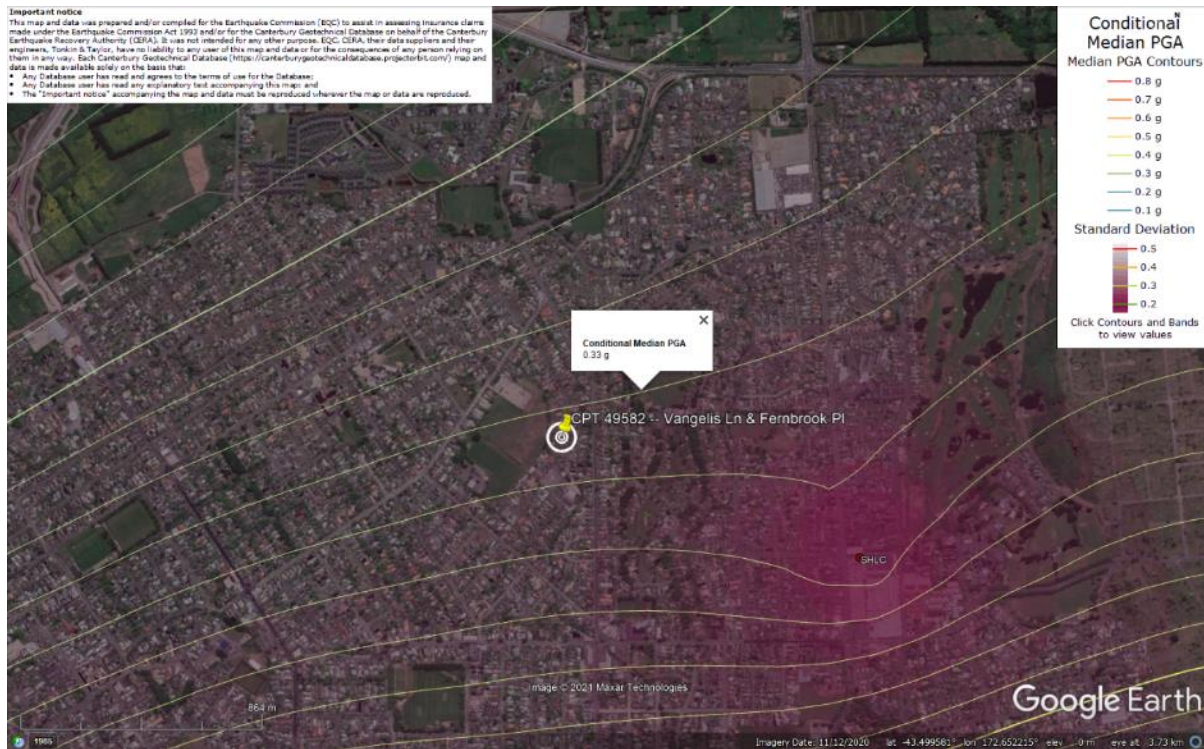 Important notice
This map and data was prepared and/or compiled for the Earthquake Commission (EQC) to assist in assessing insurance claims
made under the Earthquake Commission Act 1993 and/or for the Canterbury Geotechnical Database on behalf of the Canterbury
Earthquake Recovery Authority (CERA). It was not intended for any other purpose. EQC, CERA, their data suppliers and their
engineers, Tonkin & Taylor, have no liability to any user of this map and data or for the consequences of any person relying on
them in any way. Each Canterbury Geotechnical Database (https://canterburygeotechnicaldatabase.projectorbit.com/) map and
data is made available solely on the basis that:
• Any Database user has read and agrees to the terms of use for the Database;
• Any Database user has read any explanatory text accompanying this map; and
• The "Important notice" accompanying the map and data must be reproduced wherever the map or data are reproduced.
N
Conditional
Median PGA
Median PGA Contours
0.8 g
0.7 g
0.6 g
0.5 g
0.4 g
0.3 g
0.2 g
0.1 g
Standard Deviation
0.5
0.4
0.3
0.2
Click Contours and Bands
to view values
Conditional Median PGA
0.33 g
CPT 49582 -- Vangelis Ln & Fernbrook Pl
SHLC
Image © 2021 Maxar Technologies
864 m
Google Earth
1985
Imagery Date: 11/12/2020 lat -43.499581° lon 172.652215° elev 0 m eye alt 3.73 km